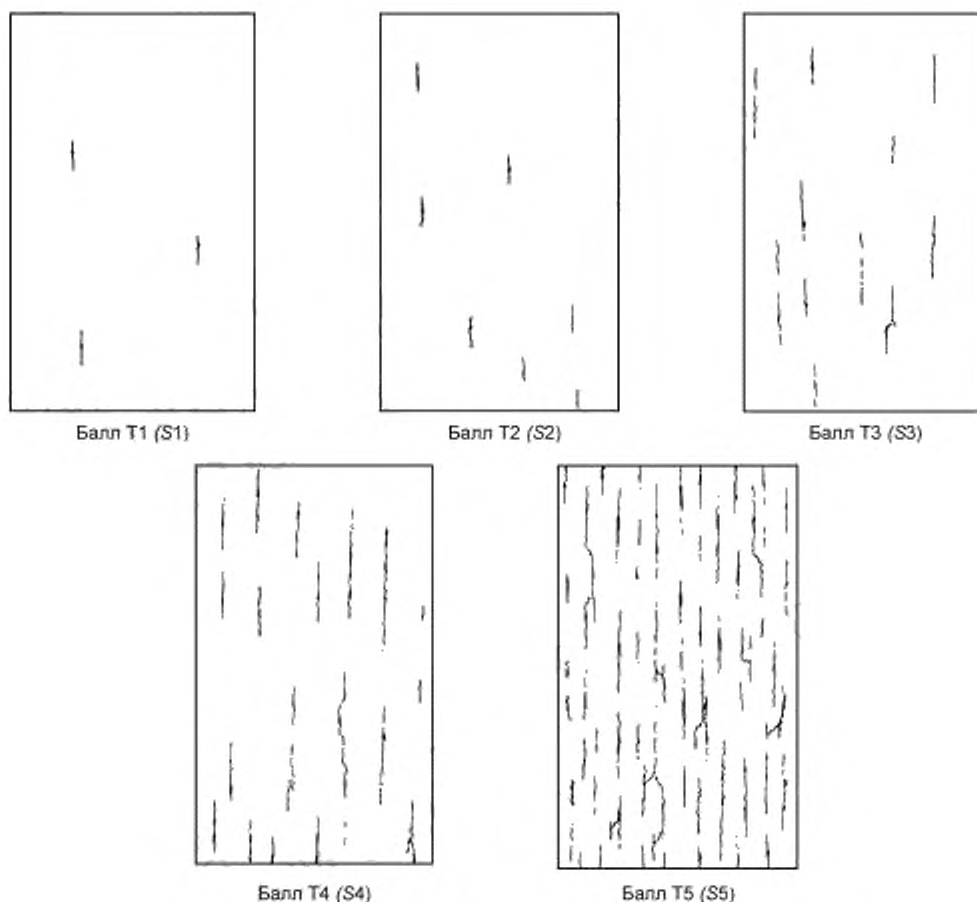 Балл Т1 (S1)
Балл Т2 (S2)
Балл Т3 (S3)
Балл Т4 (S4)
Балл Т5 (S5)